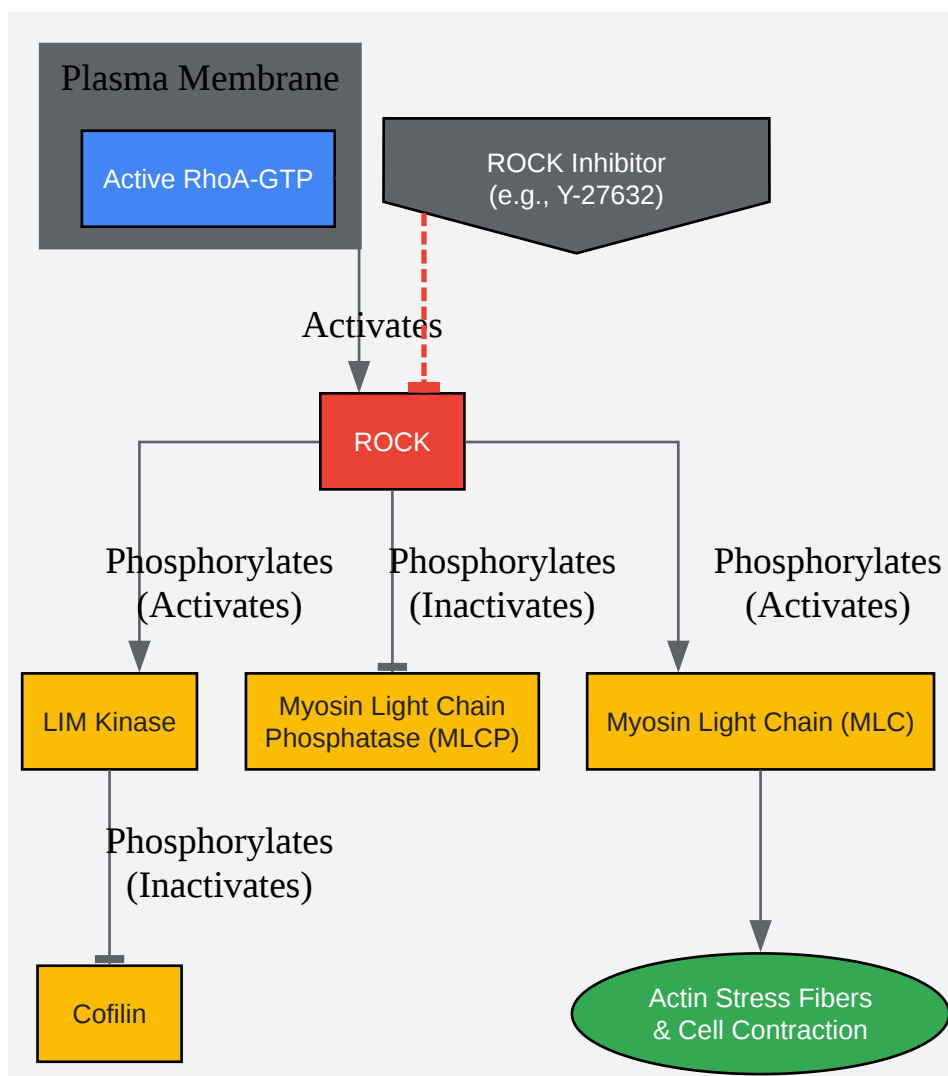 Plasma Membrane
Active RhoA-GTP
ROCK Inhibitor
(e.g., Y-27632)
Activates
ROCK
Phosphorylates
(Activates)
Phosphorylates
(Inactivates)
Phosphorylates
(Activates)
LIM Kinase
Myosin Light Chain
Phosphatase (MLCP)
Myosin Light Chain (MLC)
Phosphorylates
(Inactivates)
Cofilin
Actin Stress Fibers
& Cell Contraction